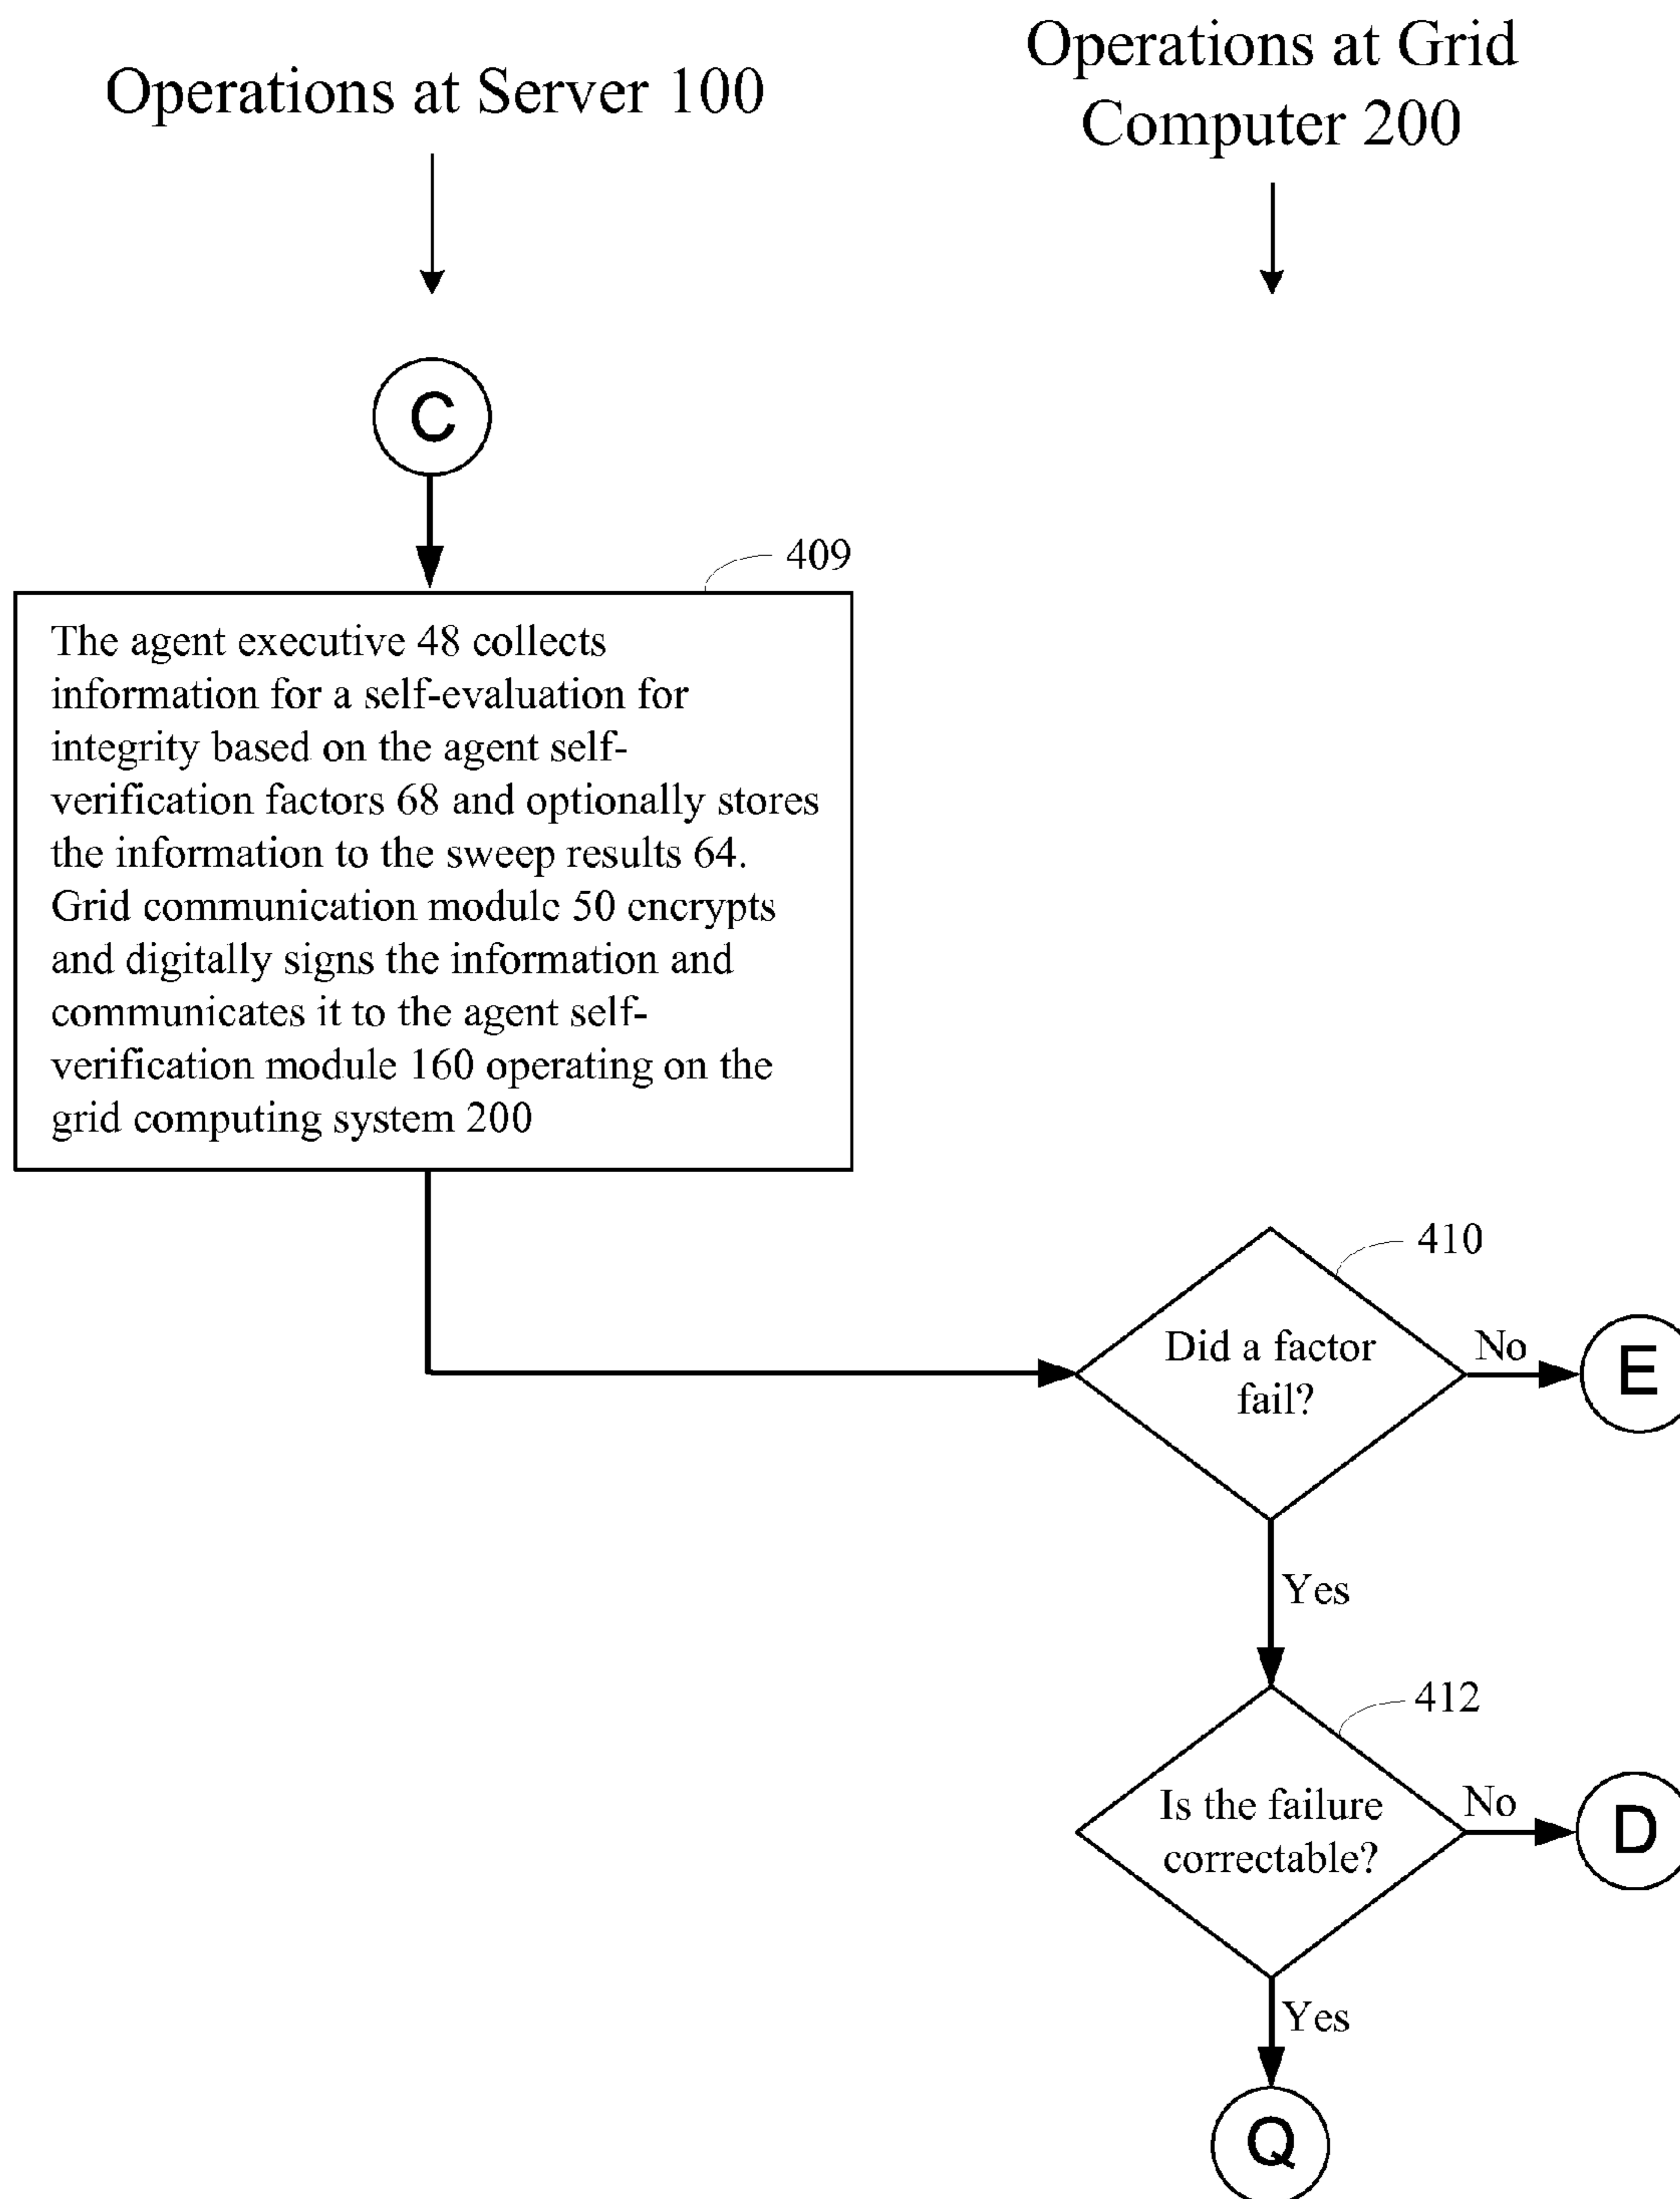 Operations at Server 100
Operations at Grid
Computer 200
C
409
The agent executive 48 collects
information for a self-evaluation for
integrity based on the agent self-
verification factors 68 and optionally stores
the information to the sweep results 64.
Grid communication module 50 encrypts
and digitally signs the information and
communicates it to the agent self-
verification module 160 operating on the
grid computing system 200
410
Did a factor
fail?
No
E
Yes
412
Is the failure
correctable?
No
D
Yes
Q